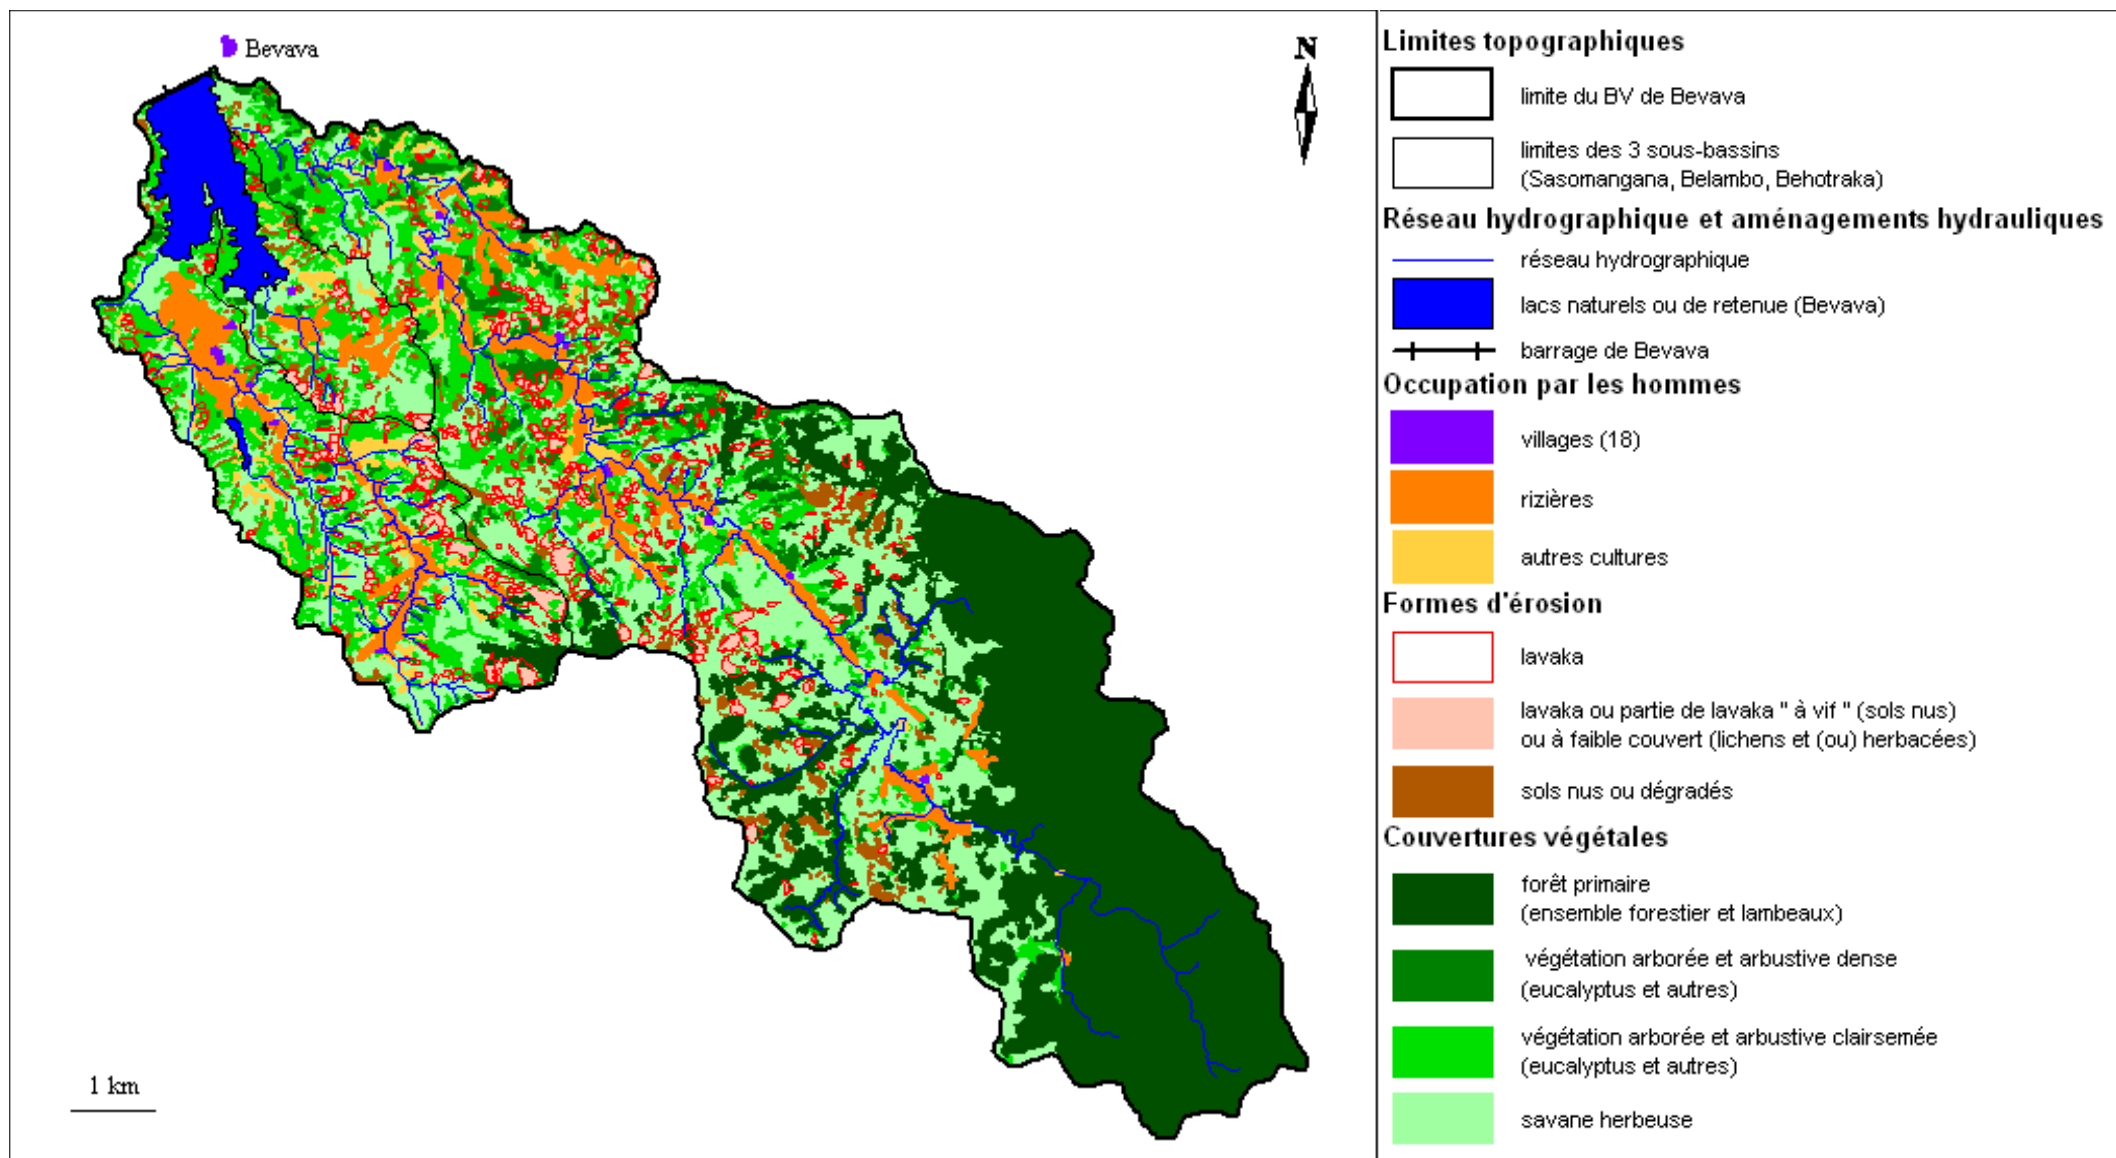 Bevava
N
1 km
Limites topographiques
limite du BV de Bevava
limites des 3 sous-bassins
(Sasomangana, Belambo, Behotraka)
Réseau hydrographique et aménagements hydrauliques
réseau hydrographique
lacs naturels ou de retenue (Bevava)
barrage de Bevava
Occupation par les hommes
villages (18)
rizières
autres cultures
Formes d'érosion
lavaka
lavaka ou partie de lavaka " à vif " (sols nus)
ou à faible couvert (lichens et (ou) herbacées)
sols nus ou dégradés
Couvertures végétales
forêt primaire
(ensemble forestier et lambeaux)
végétation arborée et arbustive dense
(eucalyptus et autres)
végétation arborée et arbustive clairsemée
(eucalyptus et autres)
savane herbeuse